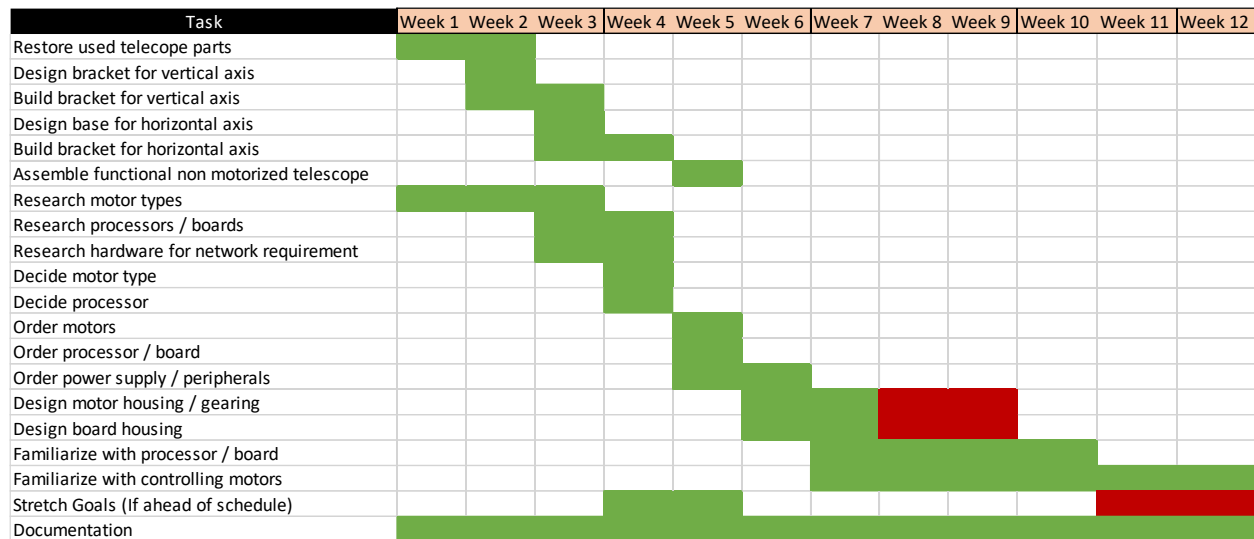 Task Week 1 Week 2 Week 3 Week 4 Week 5 Week 6 Week 7 Week 8 Week 9 Week 10 Week 11 Week 12
Restore used telecope parts
Design bracket for vertical axis
Build bracket for vertical axis
Design base for horizontal axis
Build bracket for horizontal axis
Assemble functional non motorized telescope
Research motor types
Research processors / boards
Research hardware for network requirement
Decide motor type
Decide processor
Order motors
Order processor / board
Order power supply / peripherals
Design motor housing / gearing
Design board housing
Familiarize with processor / board
Familiarize with controlling motors
Stretch Goals (If ahead of schedule)
Documentation